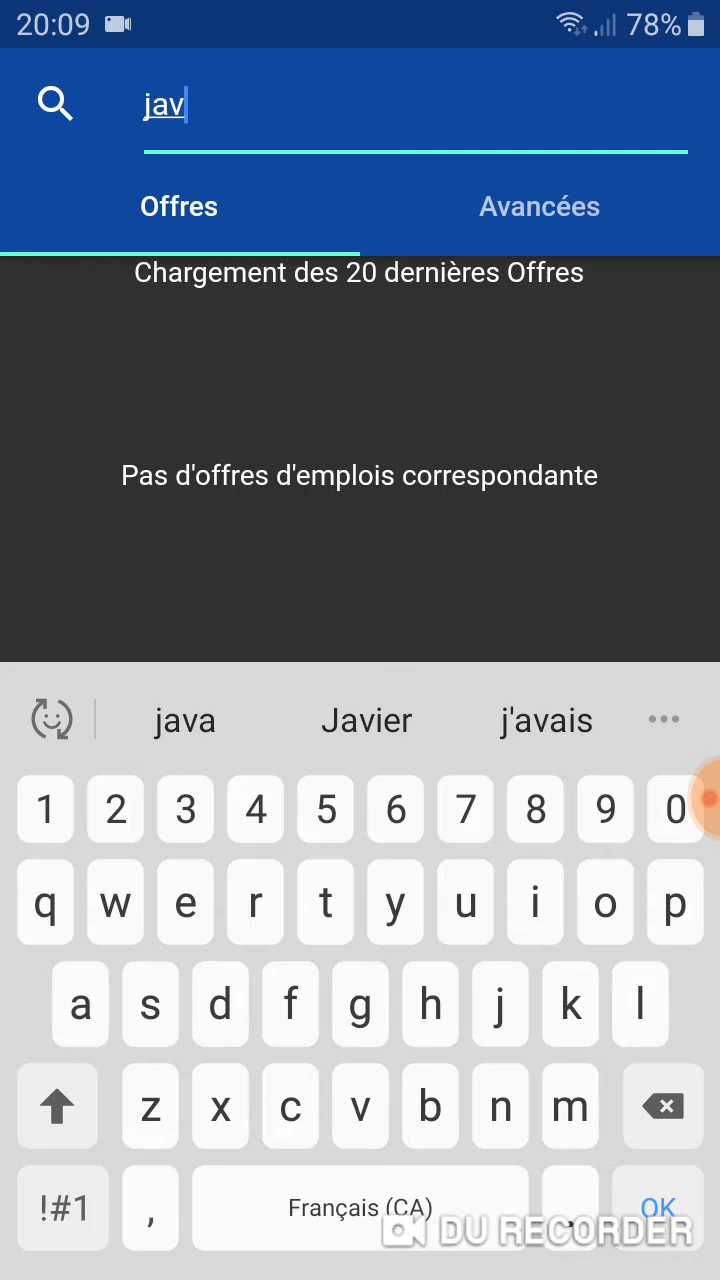 20:09 78%
jav
Offres Avancées
Chargement des 20 dernières Offres
Pas d'offres d'emplois correspondante
java Javier j'avais
1 2 3 4 5 6 7 8 9 0
q w e r t y u i o p
a s d f g h j k l
z x c v b n m
!#1 , Français (CA) . OK
DU RECORDER